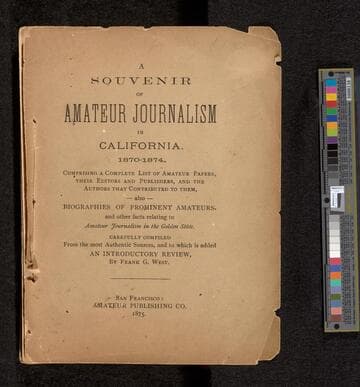 A
SOUVENIR
OF
AMATEUR JOURNALISM
IN
CALIFORNIA.
1870-1874.
Comprising a Complete List of Amateur Papers,
their Editors and Publishers, and the
Authors that Contributed to them,
— also —
BIOGRAPHIES OF PROMINENT AMATEURS,
and other facts relating to
Amateur Journalism in the Golden State.
CAREFULLY COMPILED
From the most Authentic Sources, and to which is added
AN INTRODUCTORY REVIEW,
By Frank G. West.
San Francisco:
AMATEUR PUBLISHING CO.
1875.